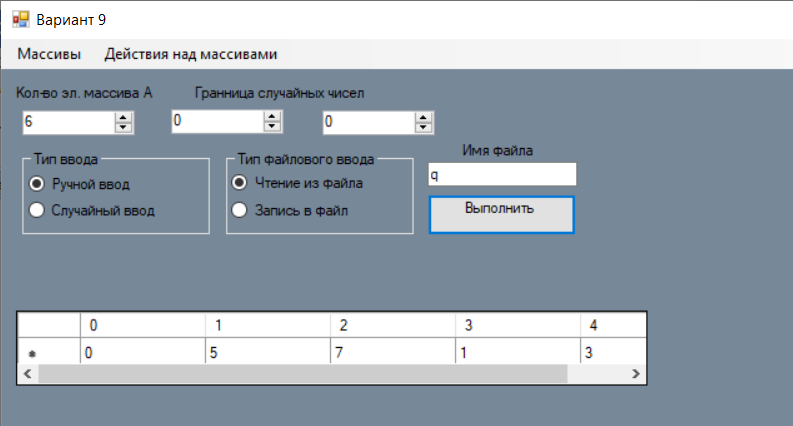 Вариант 9
Массивы Действия над массивами
Кол-во эл. массива А Гранница случайных чисел
6 0 0
Тип ввода Тип файлового ввода Имя файла
Ручной ввод Чтение из файла q
Случайный ввод Запись в файл Выполнить
0 1 2 3 4
* 0 5 7 1 3